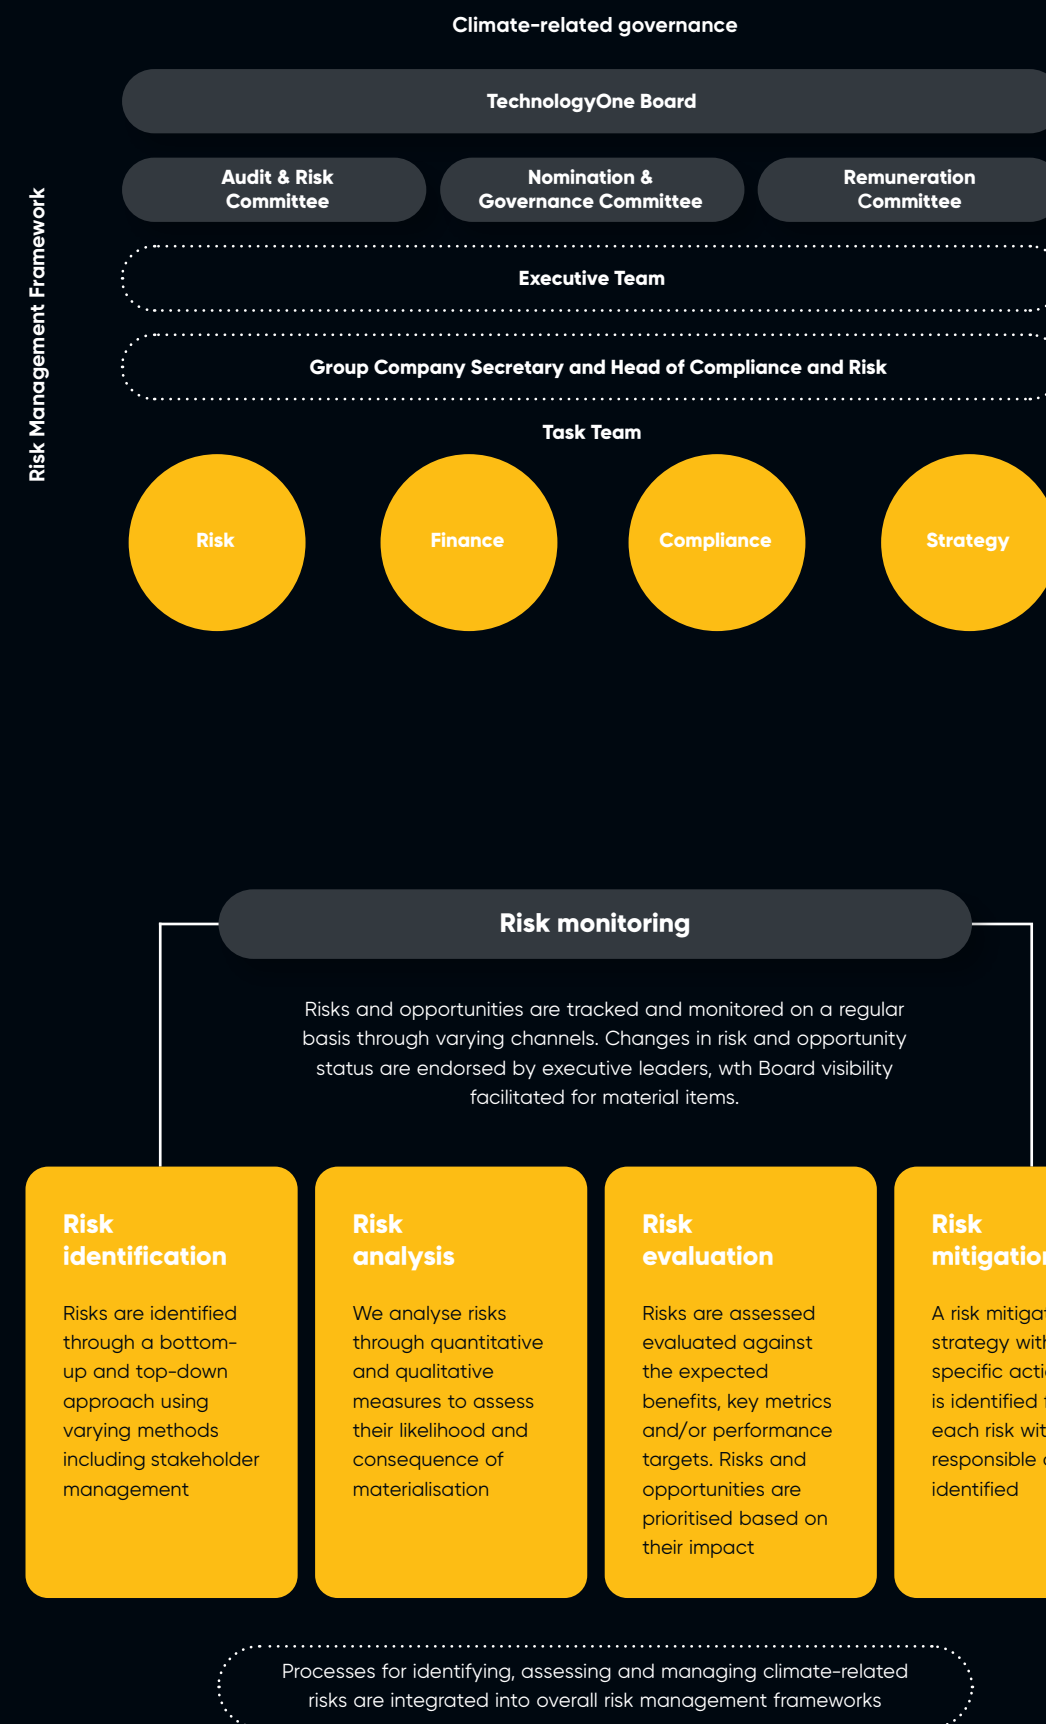 Climate-related governance
TechnologyOne Board
Audit & Risk
Committee
Nomination &
Governance Committee
Remuneration
Committee
Executive Team
Group Company Secretary and Head of Compliance and Risk
Risk Management Framework
Task Team
Risk
Finance
Compliance
Strategy
Risk monitoring
Risks and opportunities are tracked and monitored on a regular
basis through varying channels. Changes in risk and opportunity
status are endorsed by executive leaders, wth Board visibility
facilitated for material items.
Risk
identification
Risks are identified
through a bottom-
up and top-down
approach using
varying methods
including stakeholder
management
Risk
analysis
We analyse risks
through quantitative
and qualitative
measures to assess
their likelihood and
consequence of
materialisation
Risk
evaluation
Risks are assessed
evaluated against
the expected
benefits, key metrics
and/or performance
targets. Risks and
opportunities are
prioritised based on
their impact
Risk
A risk
strategy
specific
is identified
each risk
responsible
identified
Processes for identifying, assessing and managing climate-related
risks are integrated into overall risk management frameworks